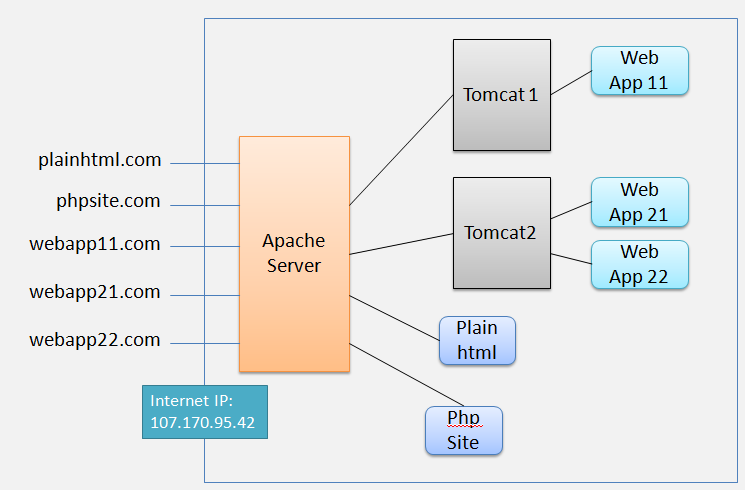 plainhtml.com
phpsite.com
webapp11.com
webapp21.com
webapp22.com
Internet IP:
107.170.95.42
Apache
Server
Tomcat 1
Tomcat2
Web
App 11
Web
App 21
Web
App 22
Plain
html
Php
Site